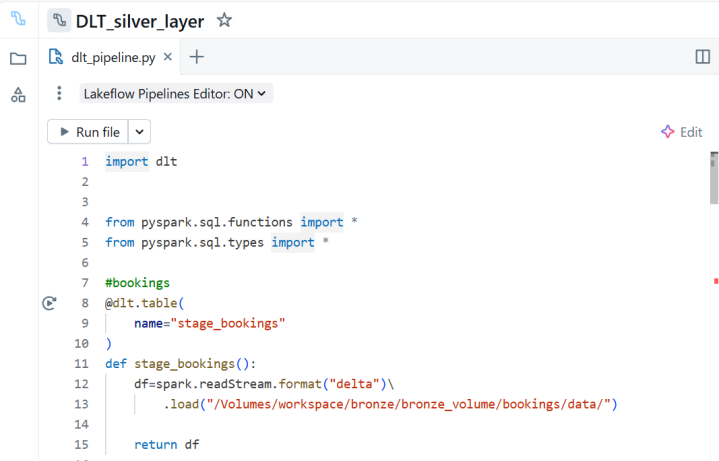 DLT_silver_layer
dlt_pipeline.py
Lakeflow Pipelines Editor: ON
Run file
Edit
1 import dlt
2
3
4 from pyspark.sql.functions import *
5 from pyspark.sql.types import *
6
7 #bookings
8 @dlt.table(
9     name="stage_bookings"
10 )
11 def stage_bookings():
12     df=spark.readStream.format("delta")\
13         .load("/Volumes/workspace/bronze/bronze_volume/bookings/data/")
14
15     return df